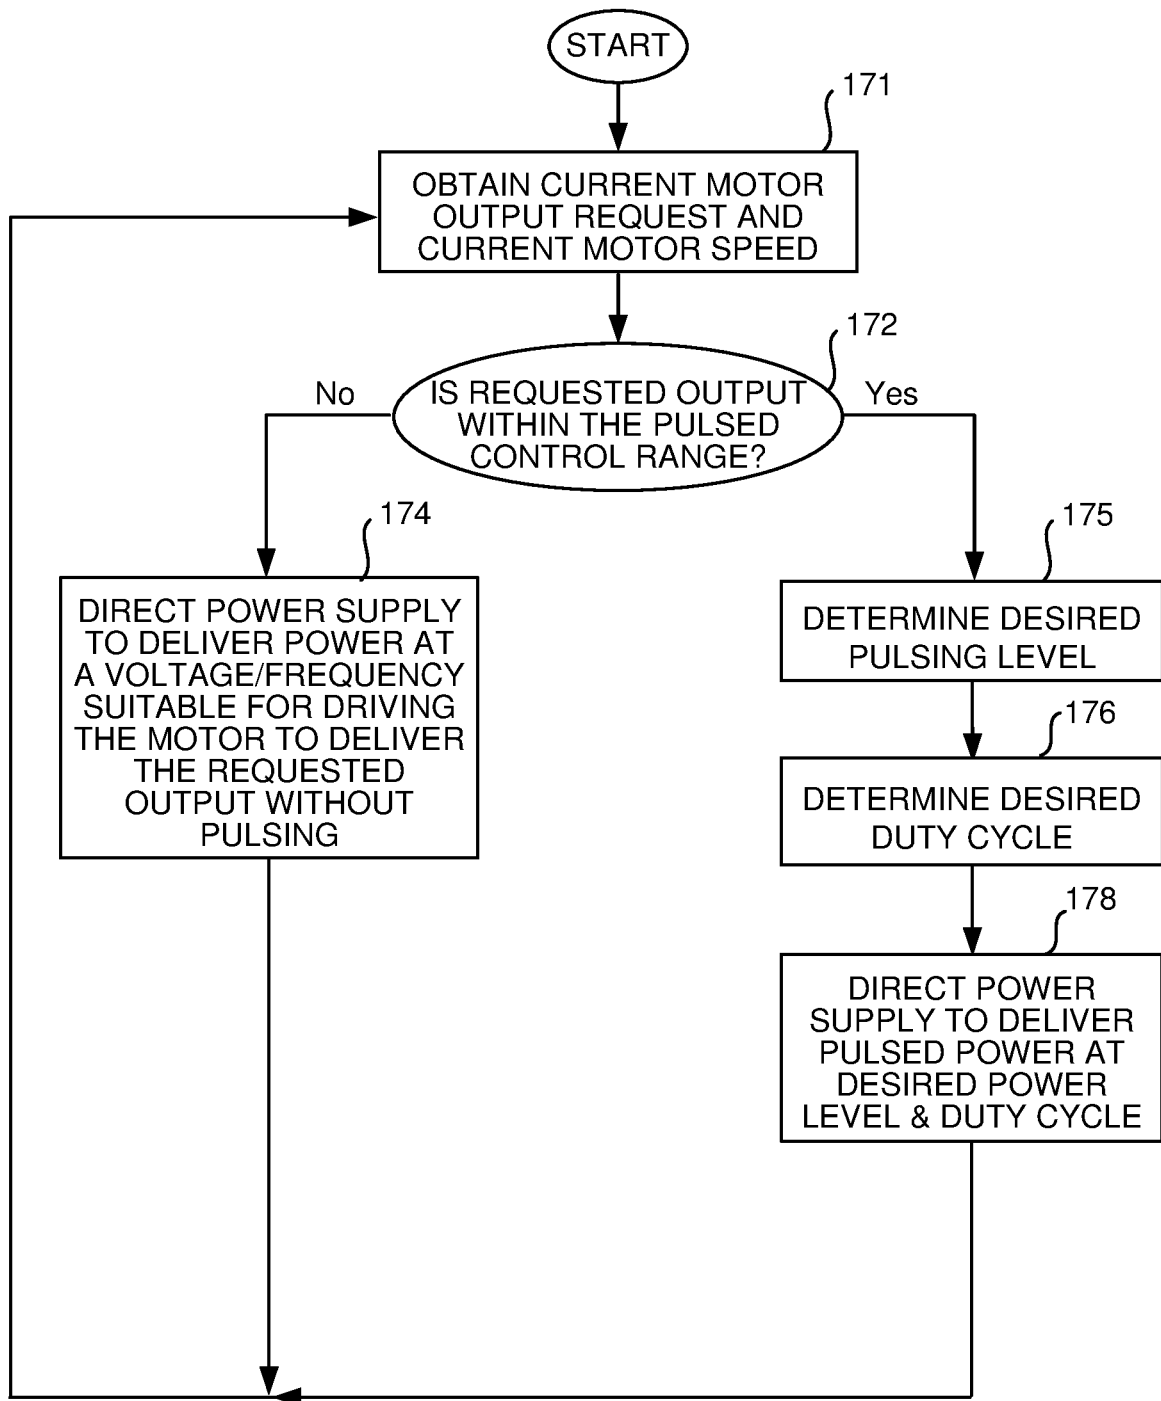 START
171
OBTAIN CURRENT MOTOR
OUTPUT REQUEST AND
CURRENT MOTOR SPEED
172
IS REQUESTED OUTPUT
WITHIN THE PULSED
CONTROL RANGE?
No
Yes
174
DIRECT POWER SUPPLY
TO DELIVER POWER AT
A VOLTAGE/FREQUENCY
SUITABLE FOR DRIVING
THE MOTOR TO DELIVER
THE REQUESTED
OUTPUT WITHOUT
PULSING
175
DETERMINE DESIRED
PULSING LEVEL
176
DETERMINE DESIRED
DUTY CYCLE
178
DIRECT POWER
SUPPLY TO DELIVER
PULSED POWER AT
DESIRED POWER
LEVEL & DUTY CYCLE